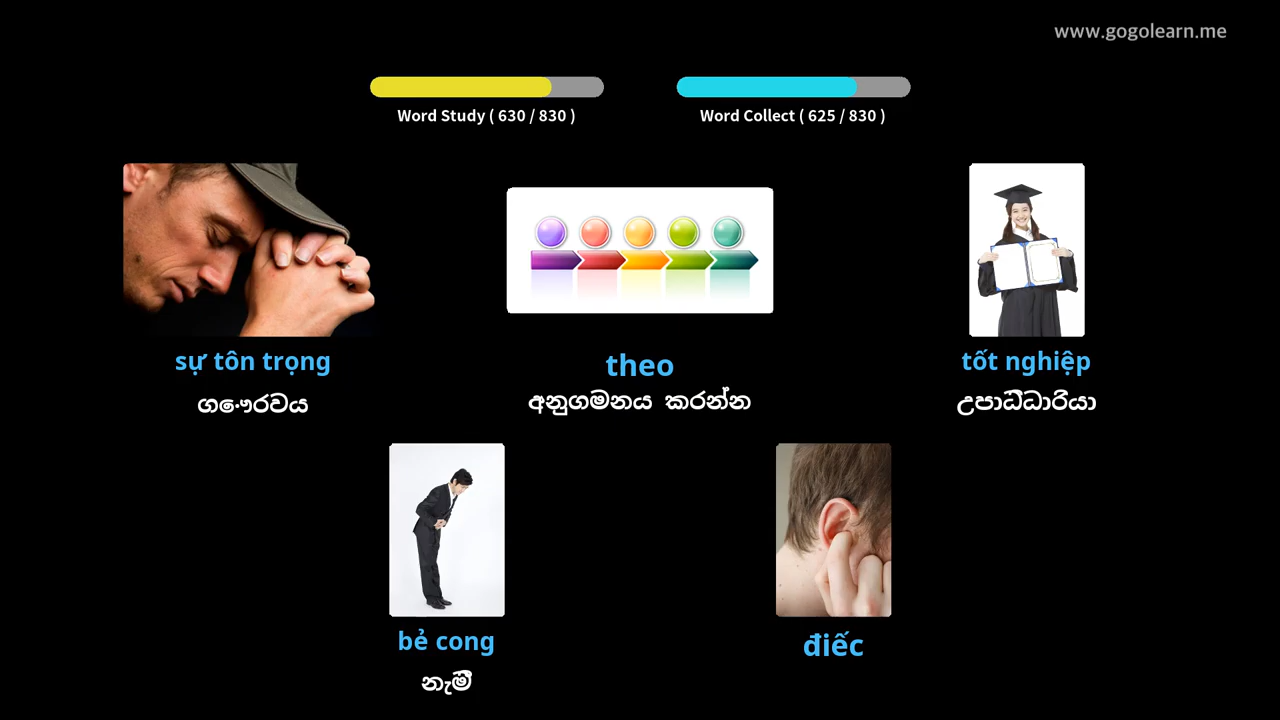 www.gogolearn.me
Word Study ( 630 / 830 )
Word Collect ( 625 / 830 )
sự tôn trọng
ගෞරවය
theo
අනුගමනය කරන්න
tốt nghiệp
උපාධිධාරියා
bẻ cong
නැමී
điếc